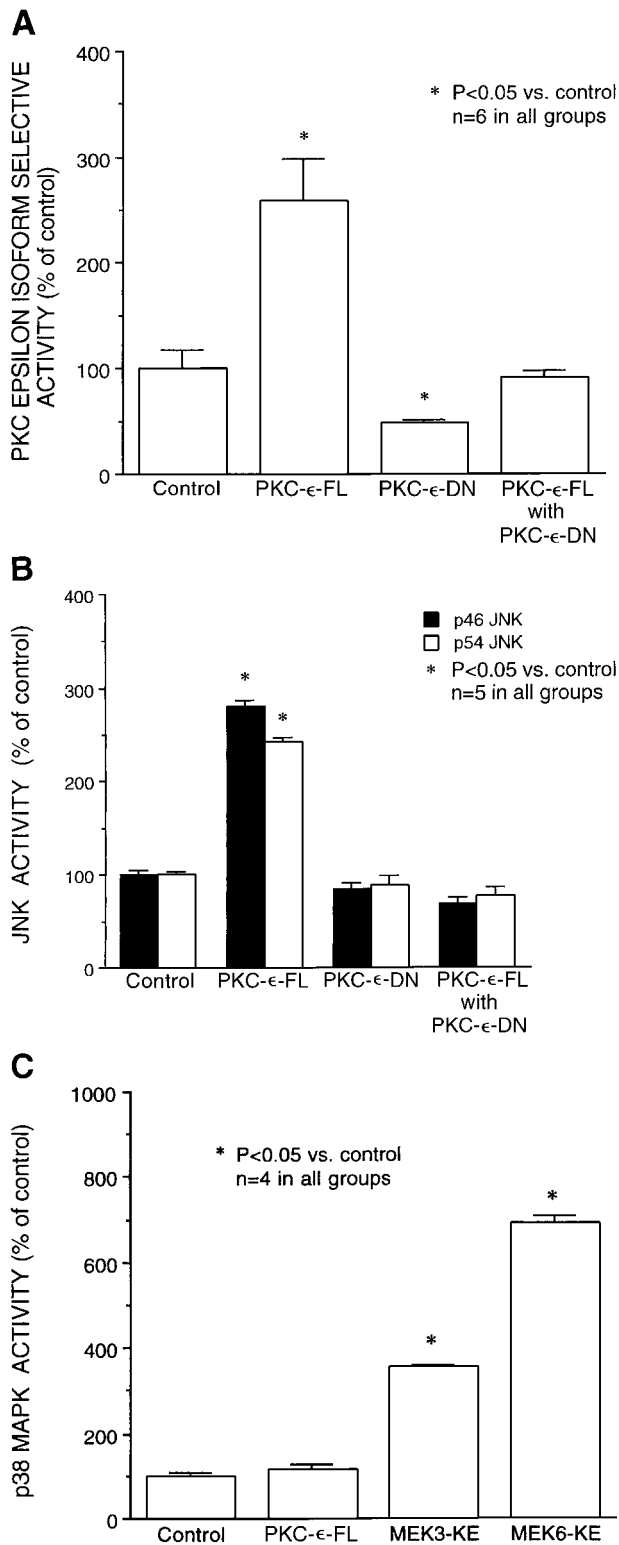 A
PKC EPSILON ISOFORM SELECTIVE
ACTIVITY (% of control)
400
300
200
100
0
* P<0.05 vs. control
n=6 in all groups
*
*
Control
PKC-ϵ-FL
PKC-ϵ-DN
PKC-ϵ-FL
with
PKC-ϵ-DN
B
JNK ACTIVITY (% of control)
400
300
200
100
0
p46 JNK
p54 JNK
* P<0.05 vs. control
n=5 in all groups
*
*
Control
PKC-ϵ-FL
PKC-ϵ-DN
PKC-ϵ-FL
with
PKC-ϵ-DN
C
p38 MAPK ACTIVITY (% of control)
1000
800
600
400
200
0
* P<0.05 vs. control
n=4 in all groups
*
*
Control
PKC-ϵ-FL
MEK3-KE
MEK6-KE